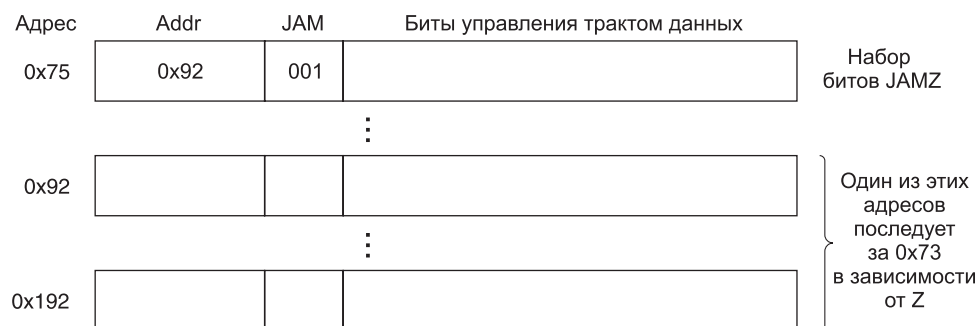 Адрес Addr JAM Биты управления трактом данных
0x75 0x92 001 Набор
битов JAMZ
0x92
Один из этих
адресов
последует
за 0x73
в зависимости
от Z
0x192